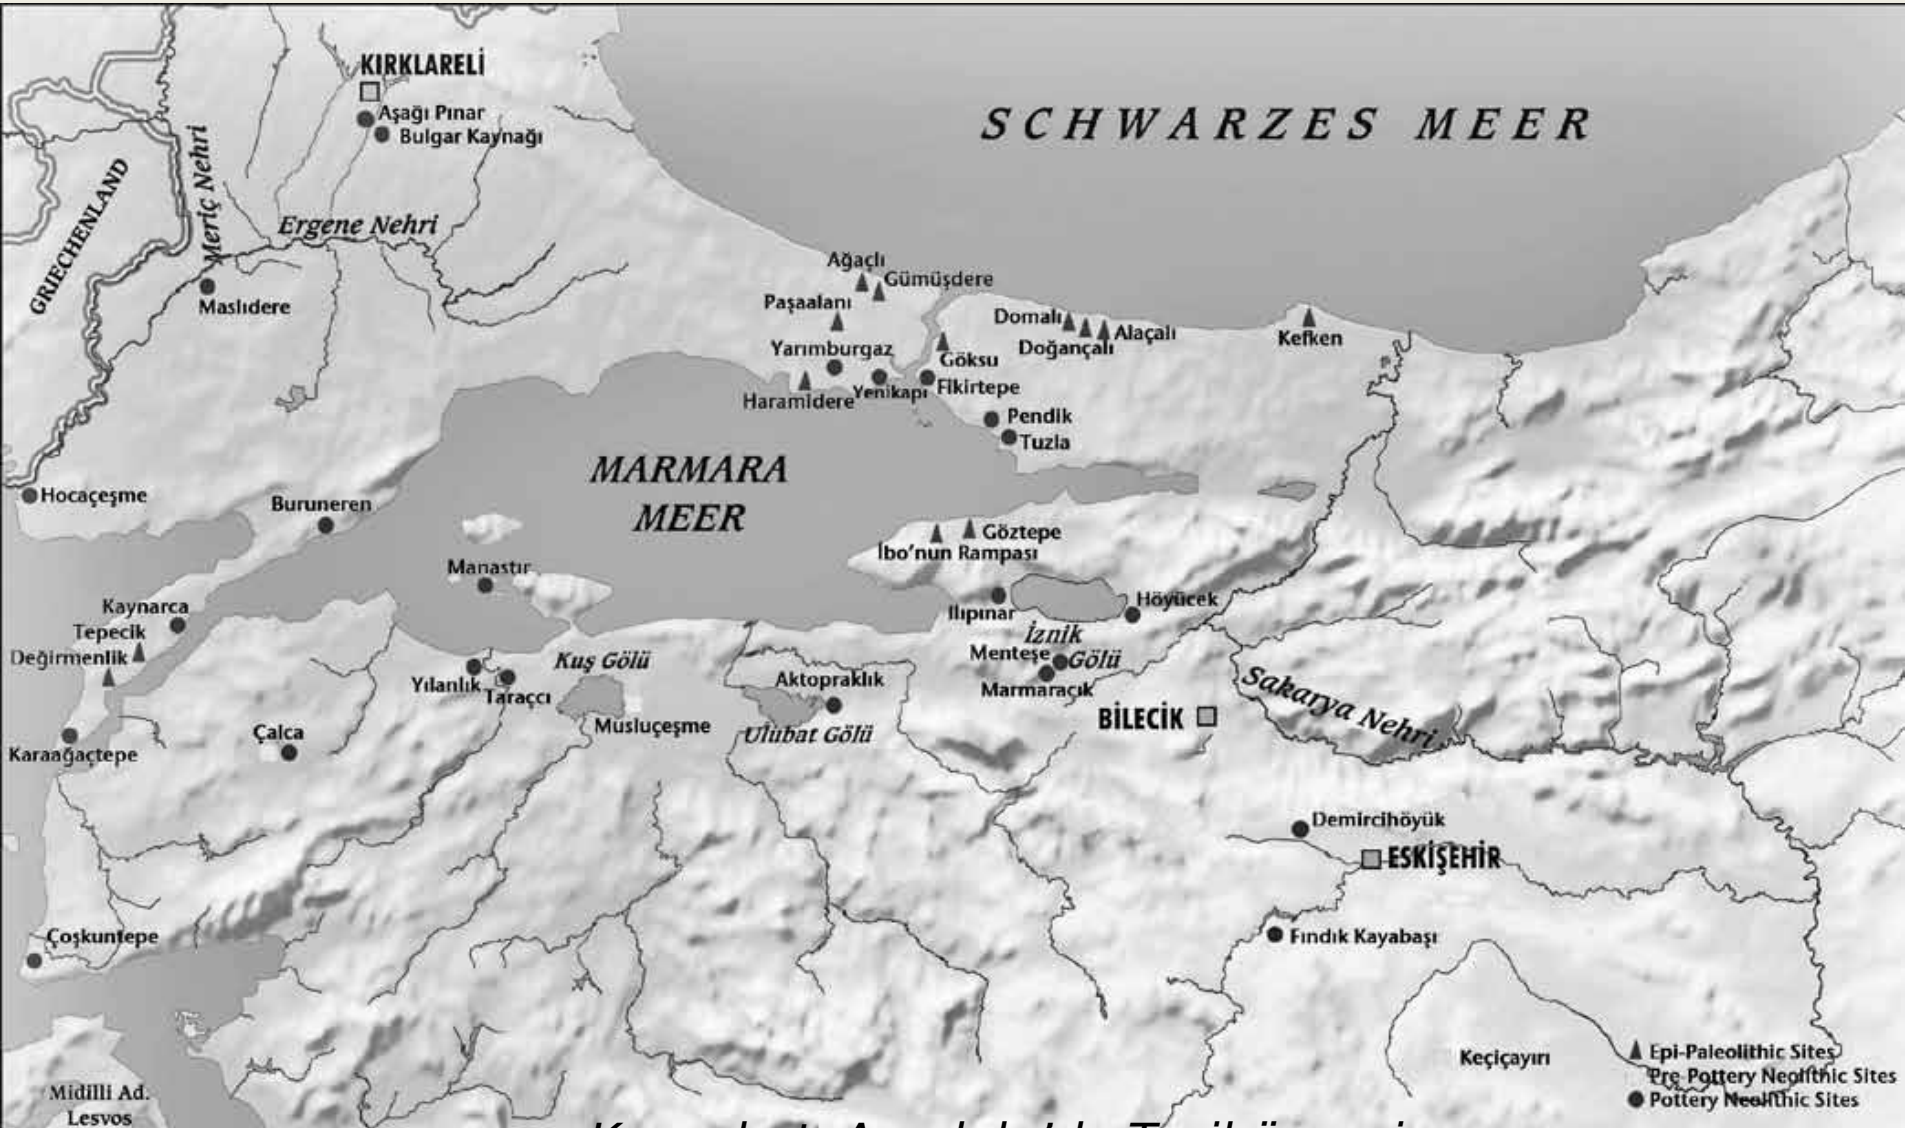 KIRKLARELİ
Aşağı Pınar
Bulgar Kaynağı
SCHWARZES MEER
GRIECHENLAND
Meriç Nehri
Ergene Nehri
Maslıdere
Ağaçlı
Gümüşdere
Paşaalanı
Domalı
Alaçalı
Doğançalı
Kefken
Yarımburgaz
Göksu
Haramidere
Yenikapı
Fikirtepe
Pendik
Tuzla
MARMARA
MEER
Hocaçeşme
Buruneren
Göztepe
İbo'nun Rampası
Manastır
Kaynarca
Tepecik
Değirmenlik
Ilıpınar
Höyücek
İznik
Gölü
Menteşe
Marmaracık
Kuş Gölü
Yılanlık
Taraçcı
Musluçeşme
Aktopraklık
Ulubat Gölü
BİLECİK
Sakarya Nehri
Karaağaçtepe
Çalca
Demircihöyük
ESKİŞEHİR
Çoşkuntepe
Fındık Kayabaşı
Keçiçayırı
Epi-Paleolithic Sites
Pre-Pottery Neolithic Sites
Pottery Neolithic Sites
Midilli Ad.
Lesvos